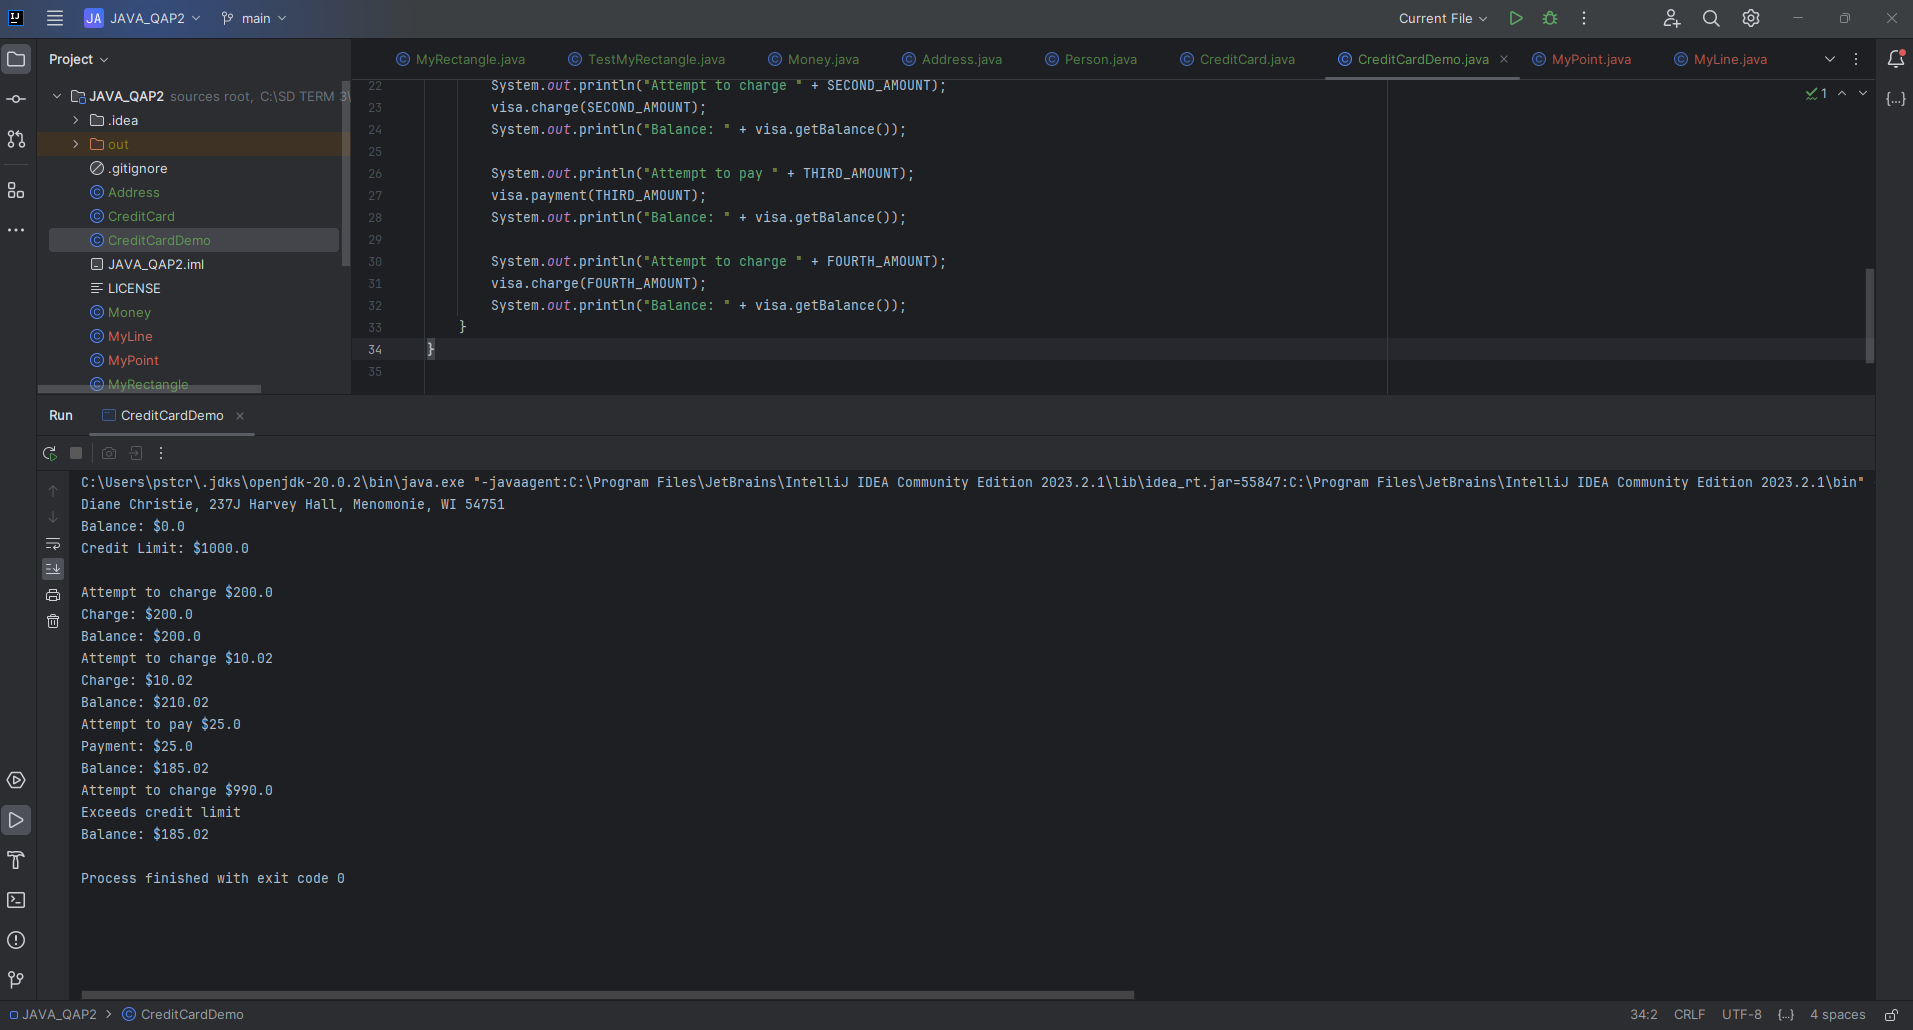 JA JAVA_QAP2 main Current File
Project
MyRectangle.java TestMyRectangle.java Money.java Address.java Person.java CreditCard.java CreditCardDemo.java MyPoint.java MyLine.java
JAVA_QAP2 sources root, C:\SD TERM 3\
.idea
out
.gitignore
Address
CreditCard
CreditCardDemo
JAVA_QAP2.iml
LICENSE
Money
MyLine
MyPoint
MyRectangle
1
22 System.out.println("Attempt to charge " + SECOND_AMOUNT);
23 visa.charge(SECOND_AMOUNT);
24 System.out.println("Balance: " + visa.getBalance());
25
26 System.out.println("Attempt to pay " + THIRD_AMOUNT);
27 visa.payment(THIRD_AMOUNT);
28 System.out.println("Balance: " + visa.getBalance());
29
30 System.out.println("Attempt to charge " + FOURTH_AMOUNT);
31 visa.charge(FOURTH_AMOUNT);
32 System.out.println("Balance: " + visa.getBalance());
33 }
34 }
35
Run CreditCardDemo
C:\Users\pstcr\.jdks\openjdk-20.0.2\bin\java.exe "-javaagent:C:\Program Files\JetBrains\IntelliJ IDEA Community Edition 2023.2.1\lib\idea_rt.jar=55847:C:\Program Files\JetBrains\IntelliJ IDEA Community Edition 2023.2.1\bin"
Diane Christie, 237J Harvey Hall, Menomonie, WI 54751
Balance: $0.0
Credit Limit: $1000.0
Attempt to charge $200.0
Charge: $200.0
Balance: $200.0
Attempt to charge $10.02
Charge: $10.02
Balance: $210.02
Attempt to pay $25.0
Payment: $25.0
Balance: $185.02
Attempt to charge $990.0
Exceeds credit limit
Balance: $185.02
Process finished with exit code 0
JAVA_QAP2 > CreditCardDemo 34:2 CRLF UTF-8 {...} 4 spaces